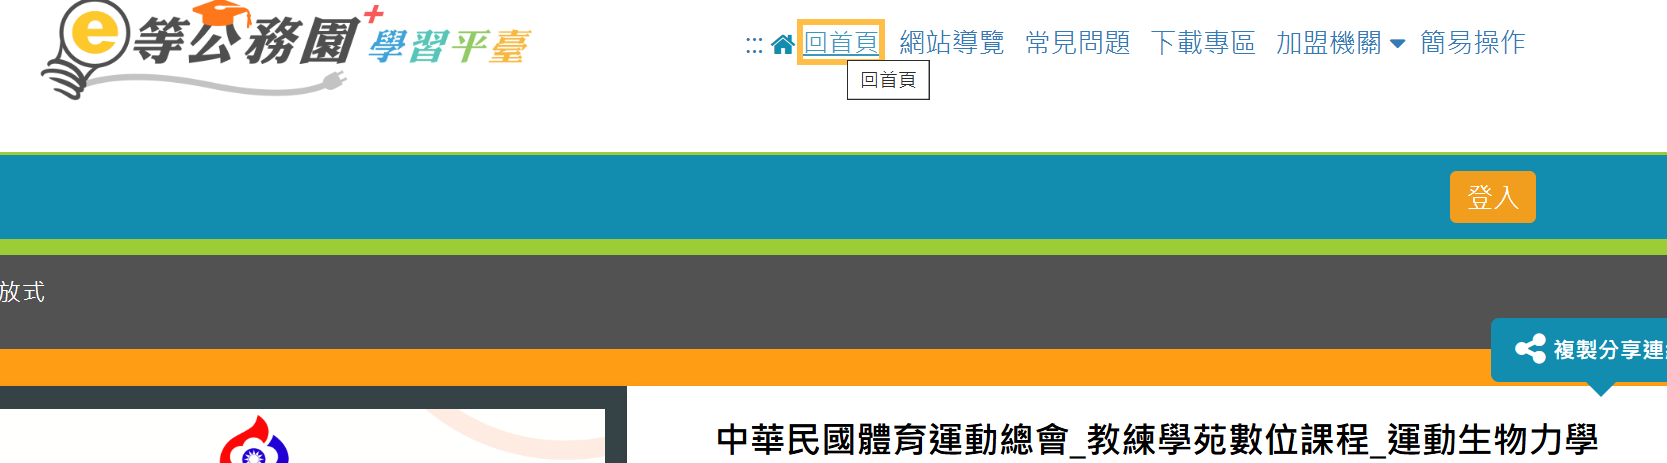 e等公務園+學習平臺
::: 回首頁 網站導覽 常見問題 下載專區 加盟機關 簡易操作
回首頁
登入
放式
複製分享連
中華民國體育運動總會_教練學苑數位課程_運動生物力學